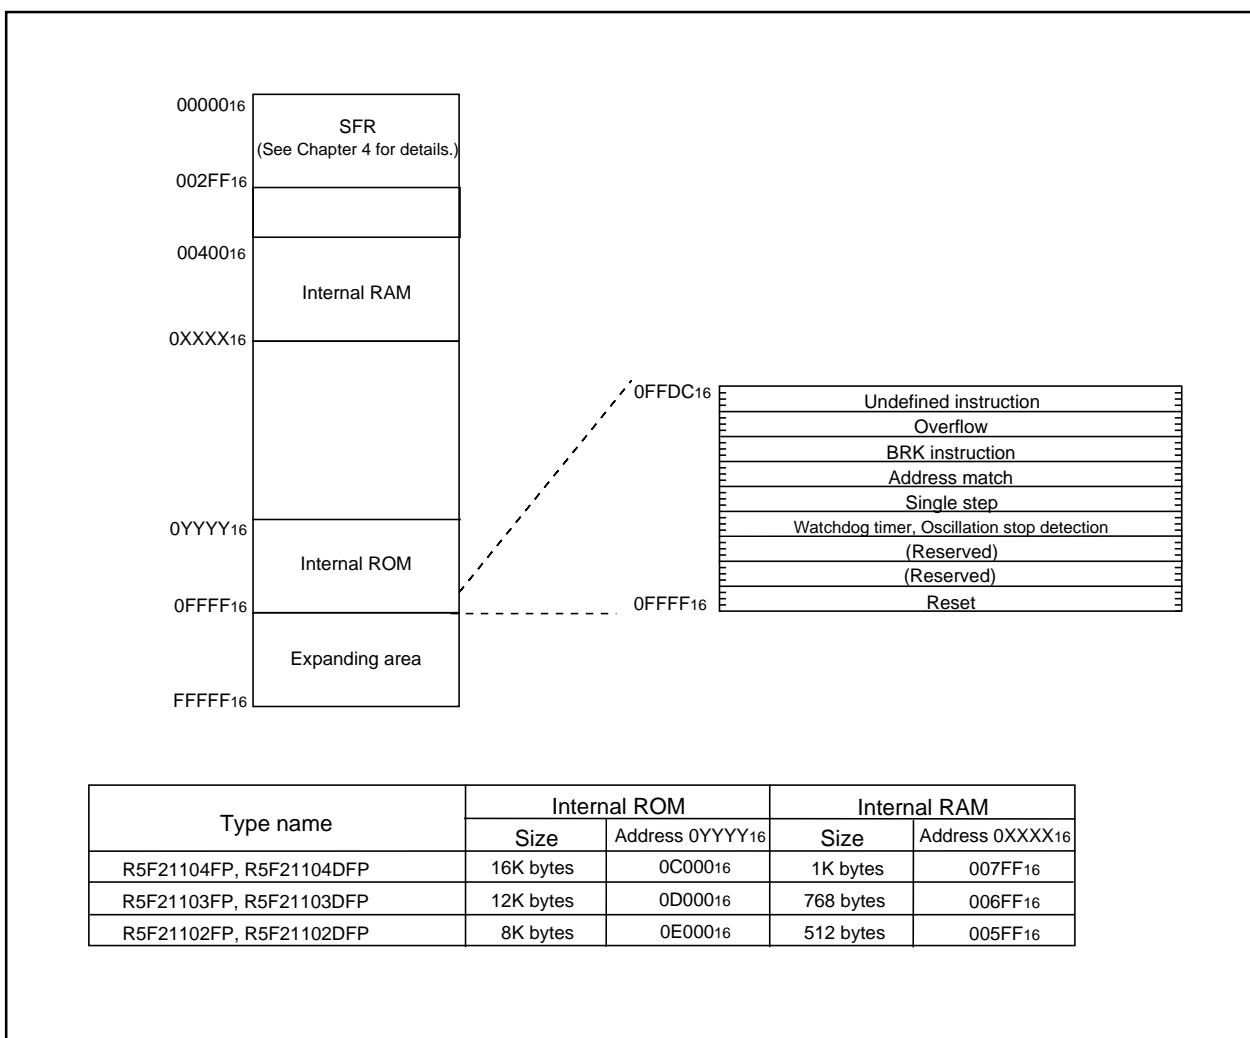 0000016
SFR
(See Chapter 4 for details.)
002FF16
0040016
Internal RAM
0XXXX16
0YYYY16
Internal ROM
0FFFF16
Expanding area
FFFFF16
0FFDC16
Undefined instruction
Overflow
BRK instruction
Address match
Single step
Watchdog timer, Oscillation stop detection
(Reserved)
(Reserved)
0FFFF16
Reset
Type name Internal ROM Internal RAM
Size Address 0YYYY16 Size Address 0XXXX16
R5F21104FP, R5F21104DFP 16K bytes 0C00016 1K bytes 007FF16
R5F21103FP, R5F21103DFP 12K bytes 0D00016 768 bytes 006FF16
R5F21102FP, R5F21102DFP 8K bytes 0E00016 512 bytes 005FF16